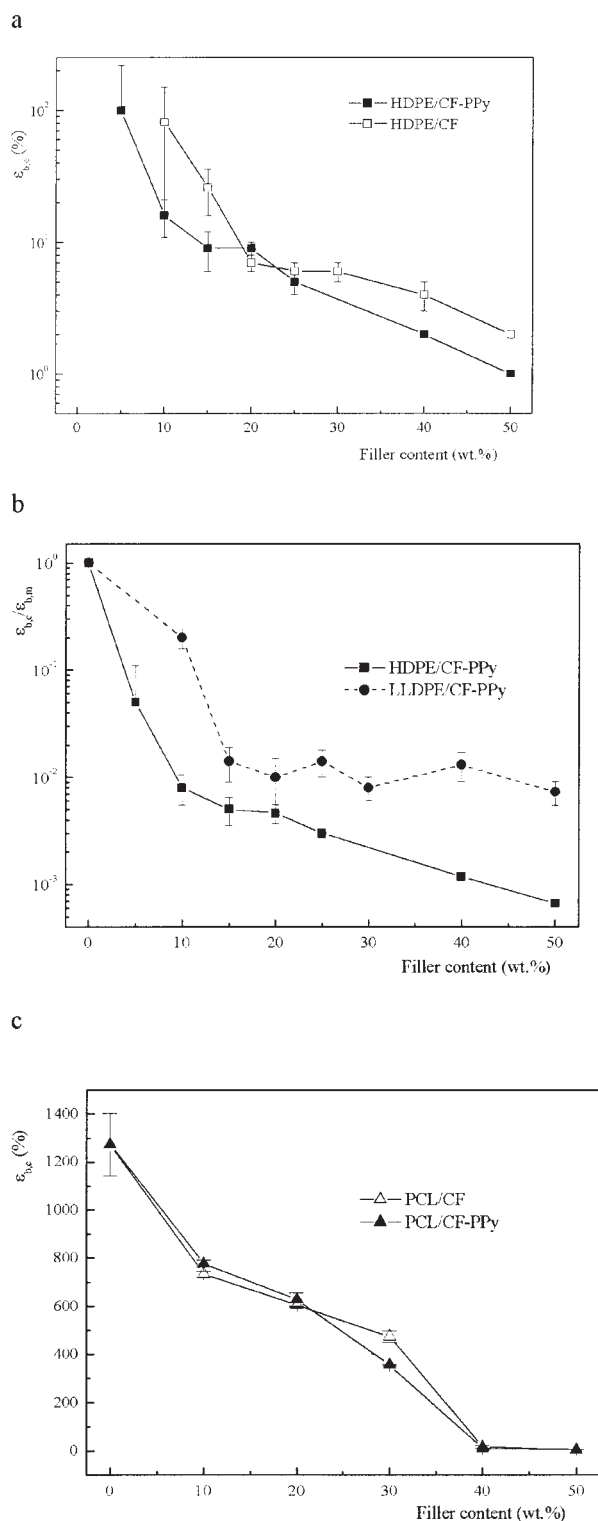 a
10²
10¹
10⁰
ε_b,c (%)
HDPE/CF-PPy
HDPE/CF
0 10 20 30 40 50
Filler content (wt.%)
b
10⁰
10⁻¹
10⁻²
10⁻³
ε_b,c/ε_b,m
HDPE/CF-PPy
LLDPE/CF-PPy
0 10 20 30 40 50
Filler content (wt.%)
c
1400
1200
1000
800
600
400
200
0
ε_b,c (%)
PCL/CF
PCL/CF-PPy
0 10 20 30 40 50
Filler content (wt.%)